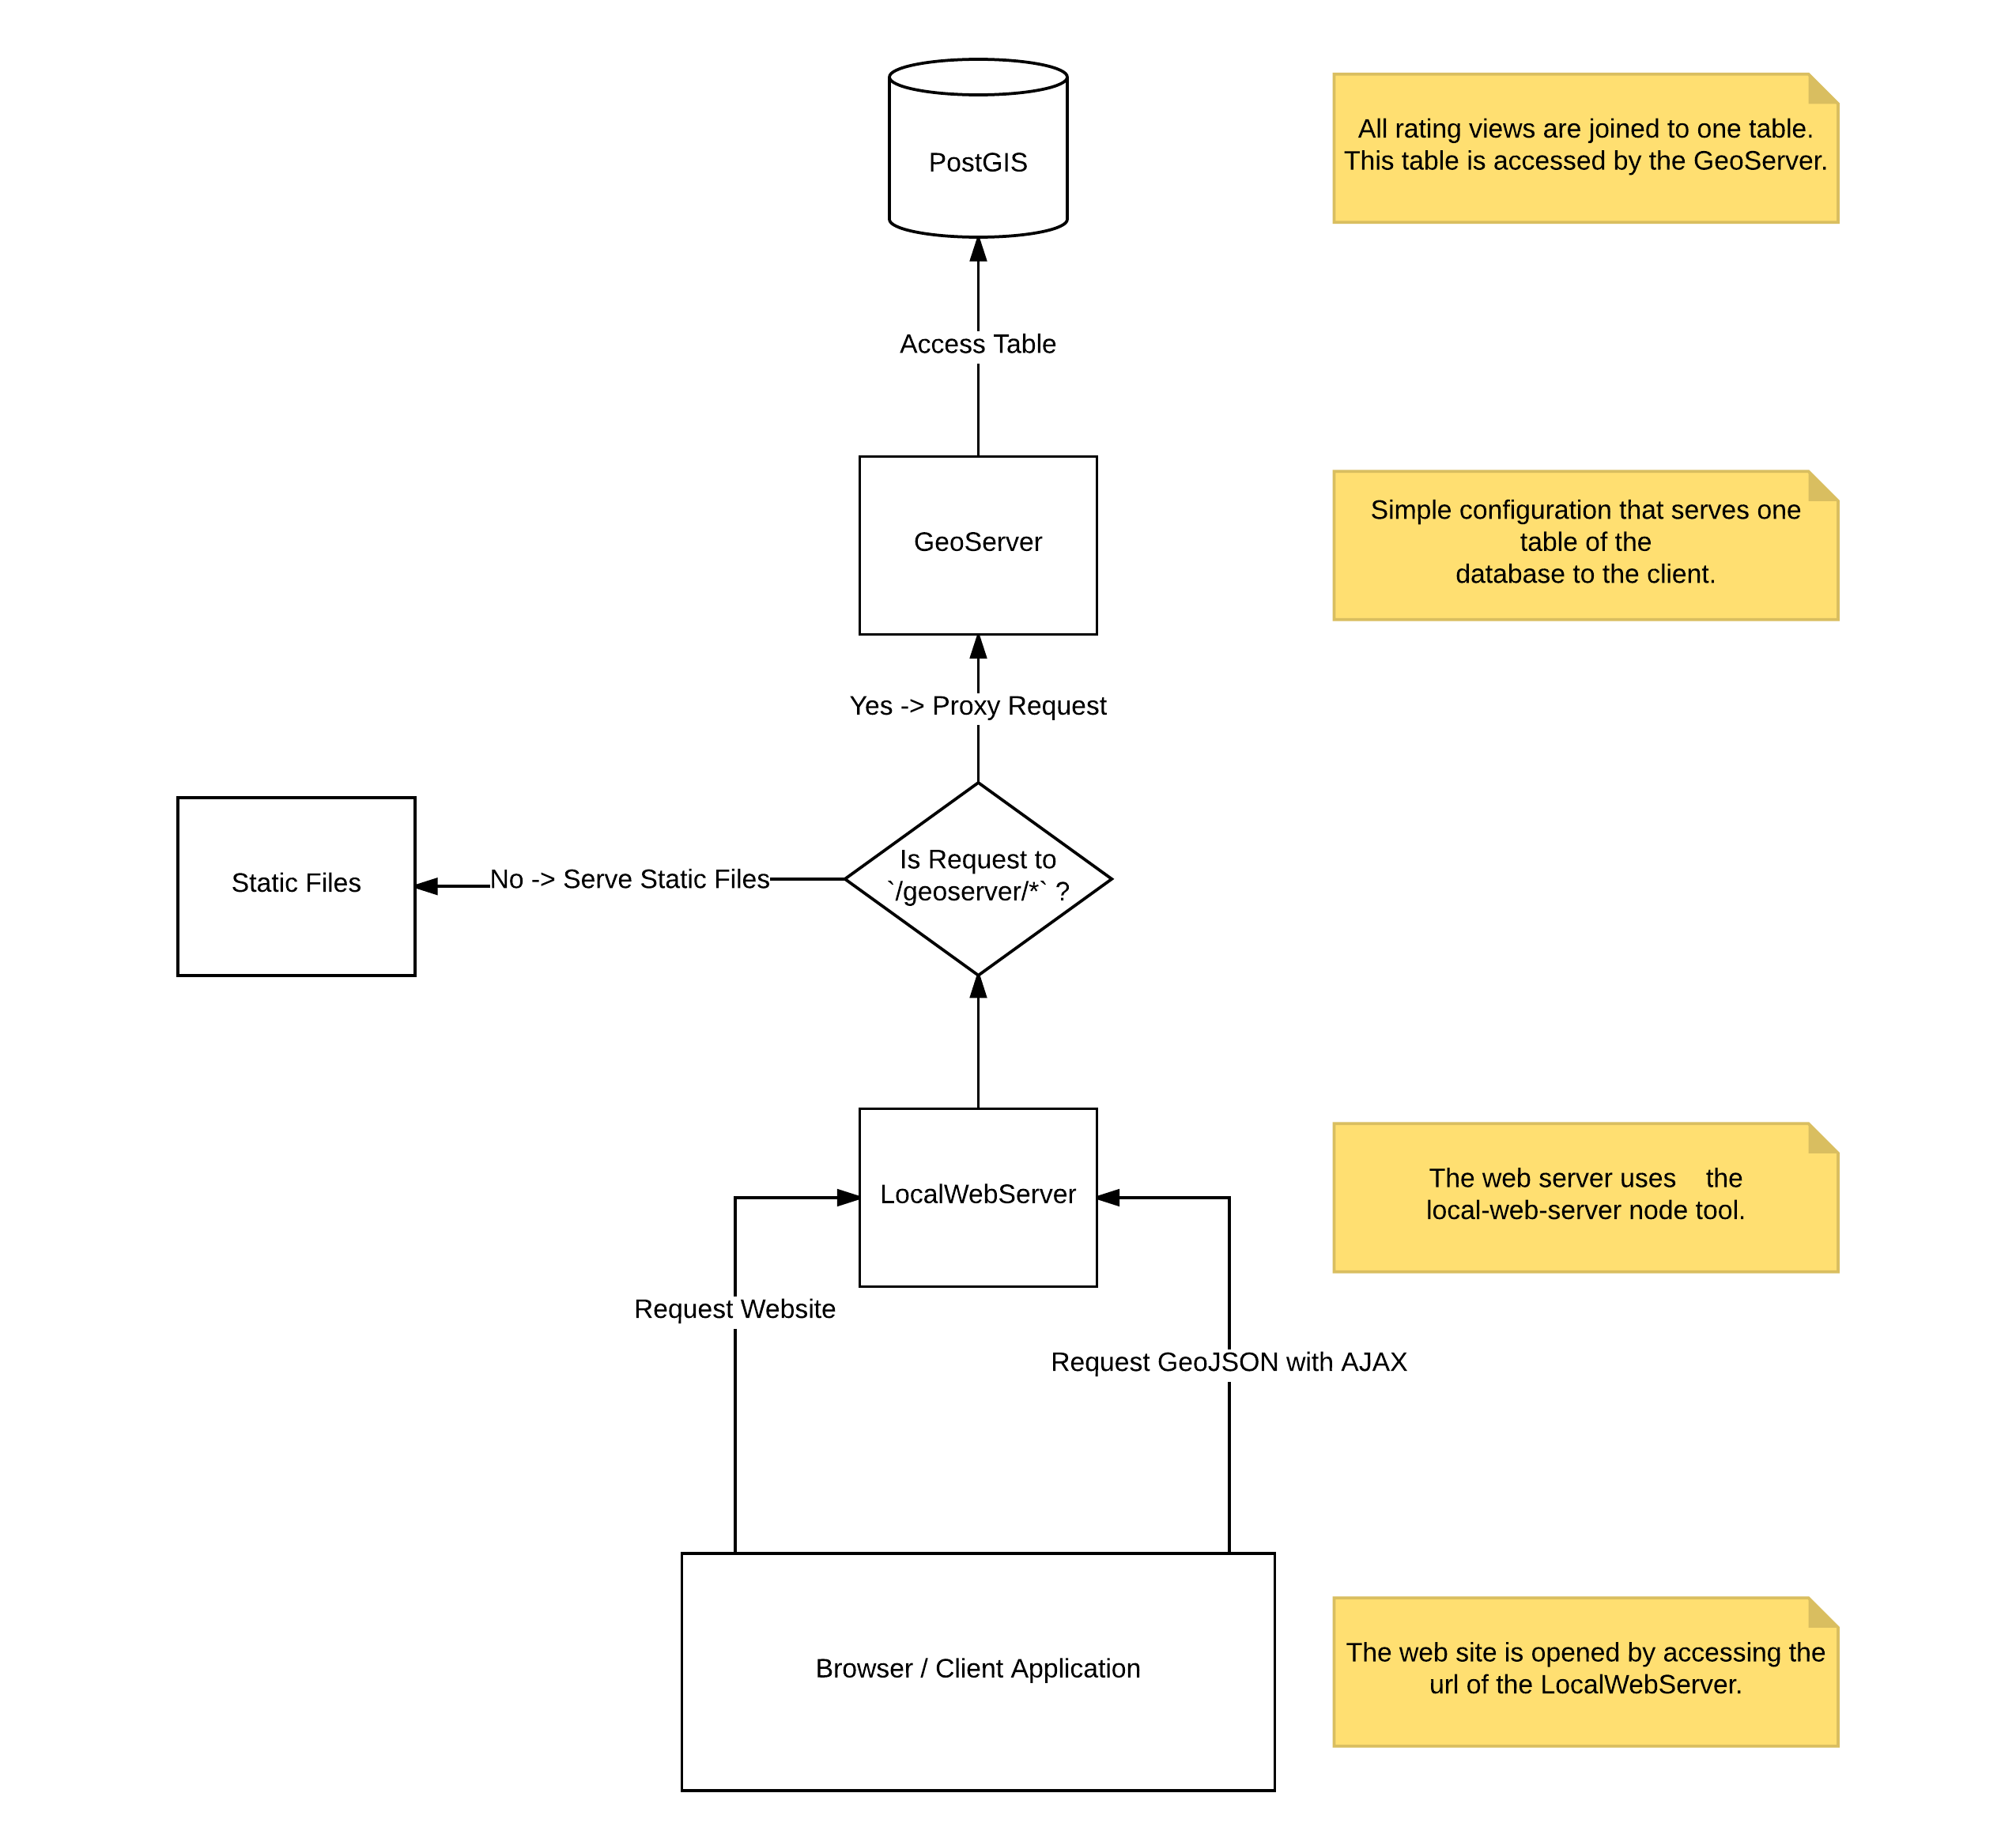 PostGIS
All rating views are joined to one table.
This table is accessed by the GeoServer.
Access Table
GeoServer
Simple configuration that serves one
table of the
database to the client.
Yes -> Proxy Request
Static Files
No -> Serve Static Files
Is Request to
`/geoserver/*` ?
LocalWebServer
The web server uses    the
local-web-server node tool.
Request Website
Request GeoJSON with AJAX
Browser / Client Application
The web site is opened by accessing the
url of the LocalWebServer.